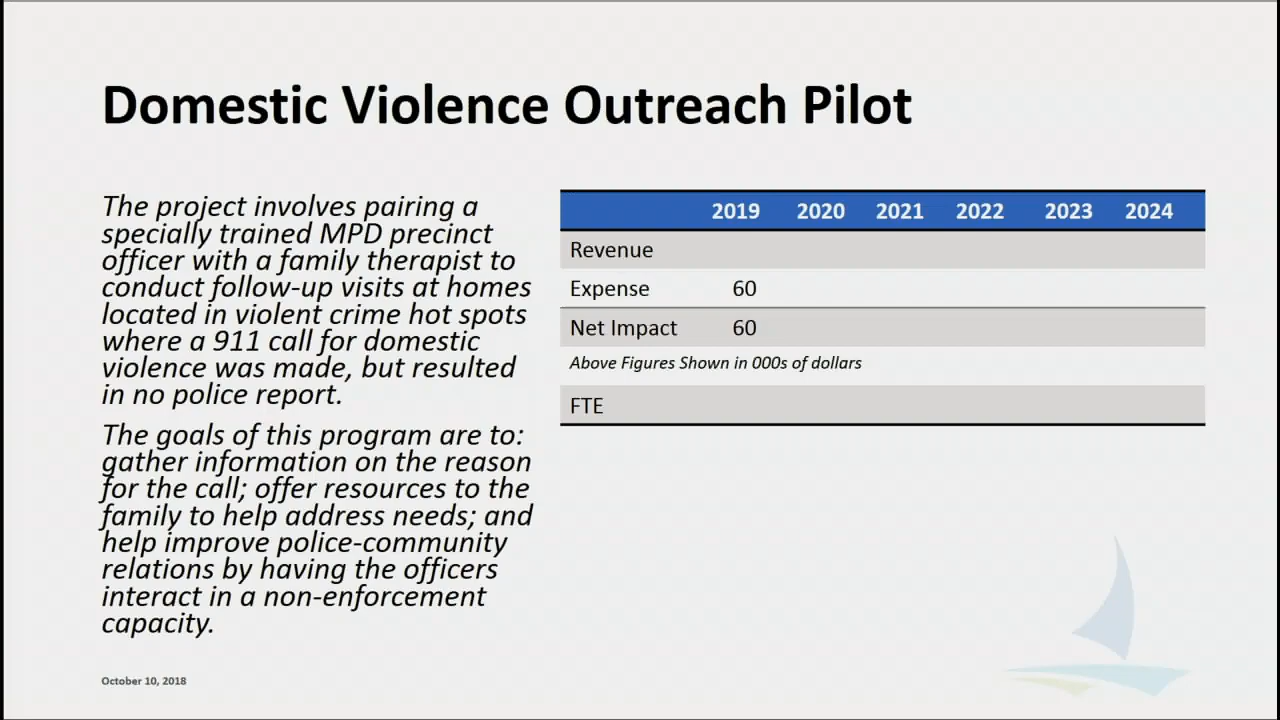 Domestic Violence Outreach Pilot
The project involves pairing a
specially trained MPD precinct
officer with a family therapist to
conduct follow-up visits at homes
located in violent crime hot spots
where a 911 call for domestic
violence was made, but resulted
in no police report.
The goals of this program are to:
gather information on the reason
for the call; offer resources to the
family to help address needs; and
help improve police-community
relations by having the officers
interact in a non-enforcement
capacity.
2019 2020 2021 2022 2023 2024
Revenue
Expense 60
Net Impact 60
Above Figures Shown in 000s of dollars
FTE
October 10, 2018